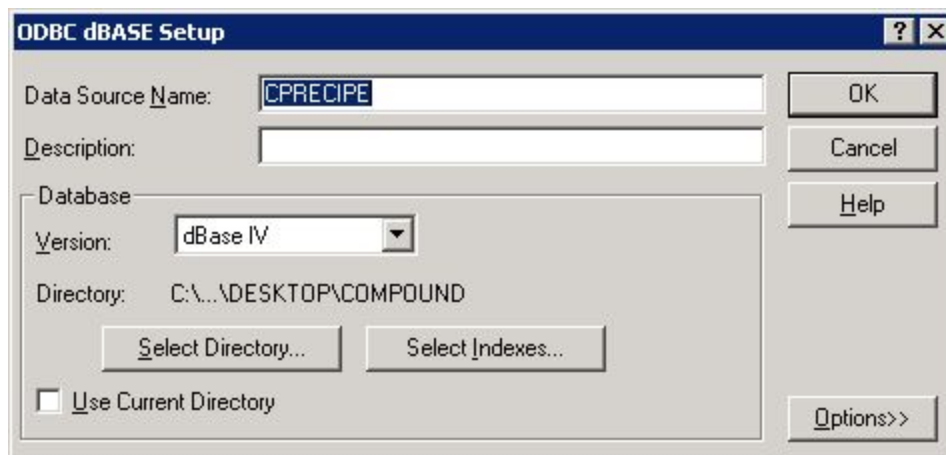 ODBC dBASE Setup
Data Source Name: CPRECIPE OK
Description: Cancel
Database Help
Version: dBase IV
Directory: C:\...\DESKTOP\COMPOUND
Select Directory... Select Indexes...
Use Current Directory
Options>>